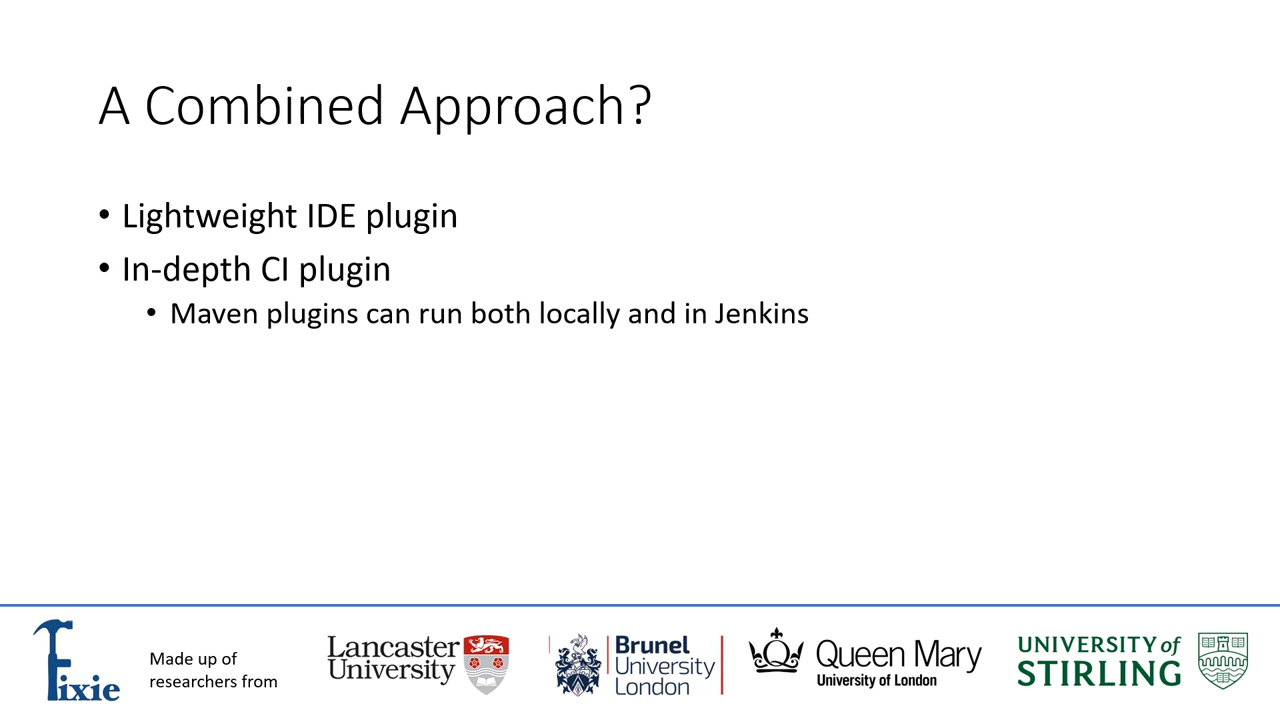 A Combined Approach?
• Lightweight IDE plugin
• In-depth CI plugin
• Maven plugins can run both locally and in Jenkins
Fixie
Made up of
researchers from
Lancaster
University
Brunel
University
London
Queen Mary
University of London
UNIVERSITY of
STIRLING